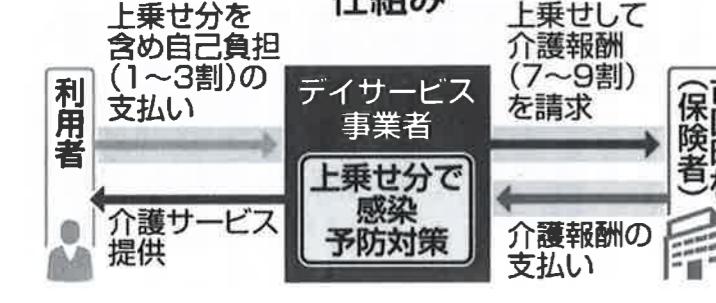 仕組み
上乗せ分を
含め自己負担
(1〜3割)の
支払い
利用者
介護サービス
提供
デイサービス
事業者
上乗せ分で
感染
予防対策
上乗せして
介護報酬
(7〜9割)
を請求
介護報酬の
支払い
(保険者)